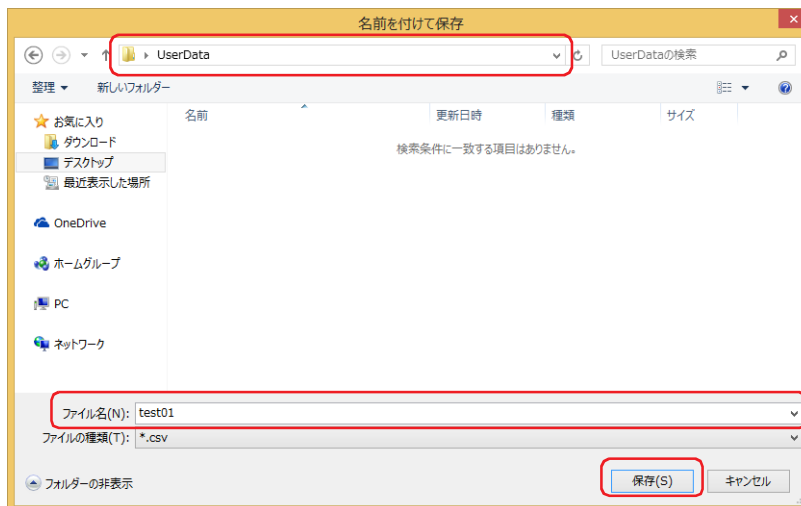 名前を付けて保存
UserData
UserDataの検索
整理
新しいフォルダー
名前
更新日時
種類
サイズ
検索条件に一致する項目はありません。
お気に入り
ダウンロード
デスクトップ
最近表示した場所
OneDrive
ホームグループ
PC
ネットワーク
ファイル名(N): test01
ファイルの種類(T): *.csv
フォルダーの非表示
保存(S)
キャンセル